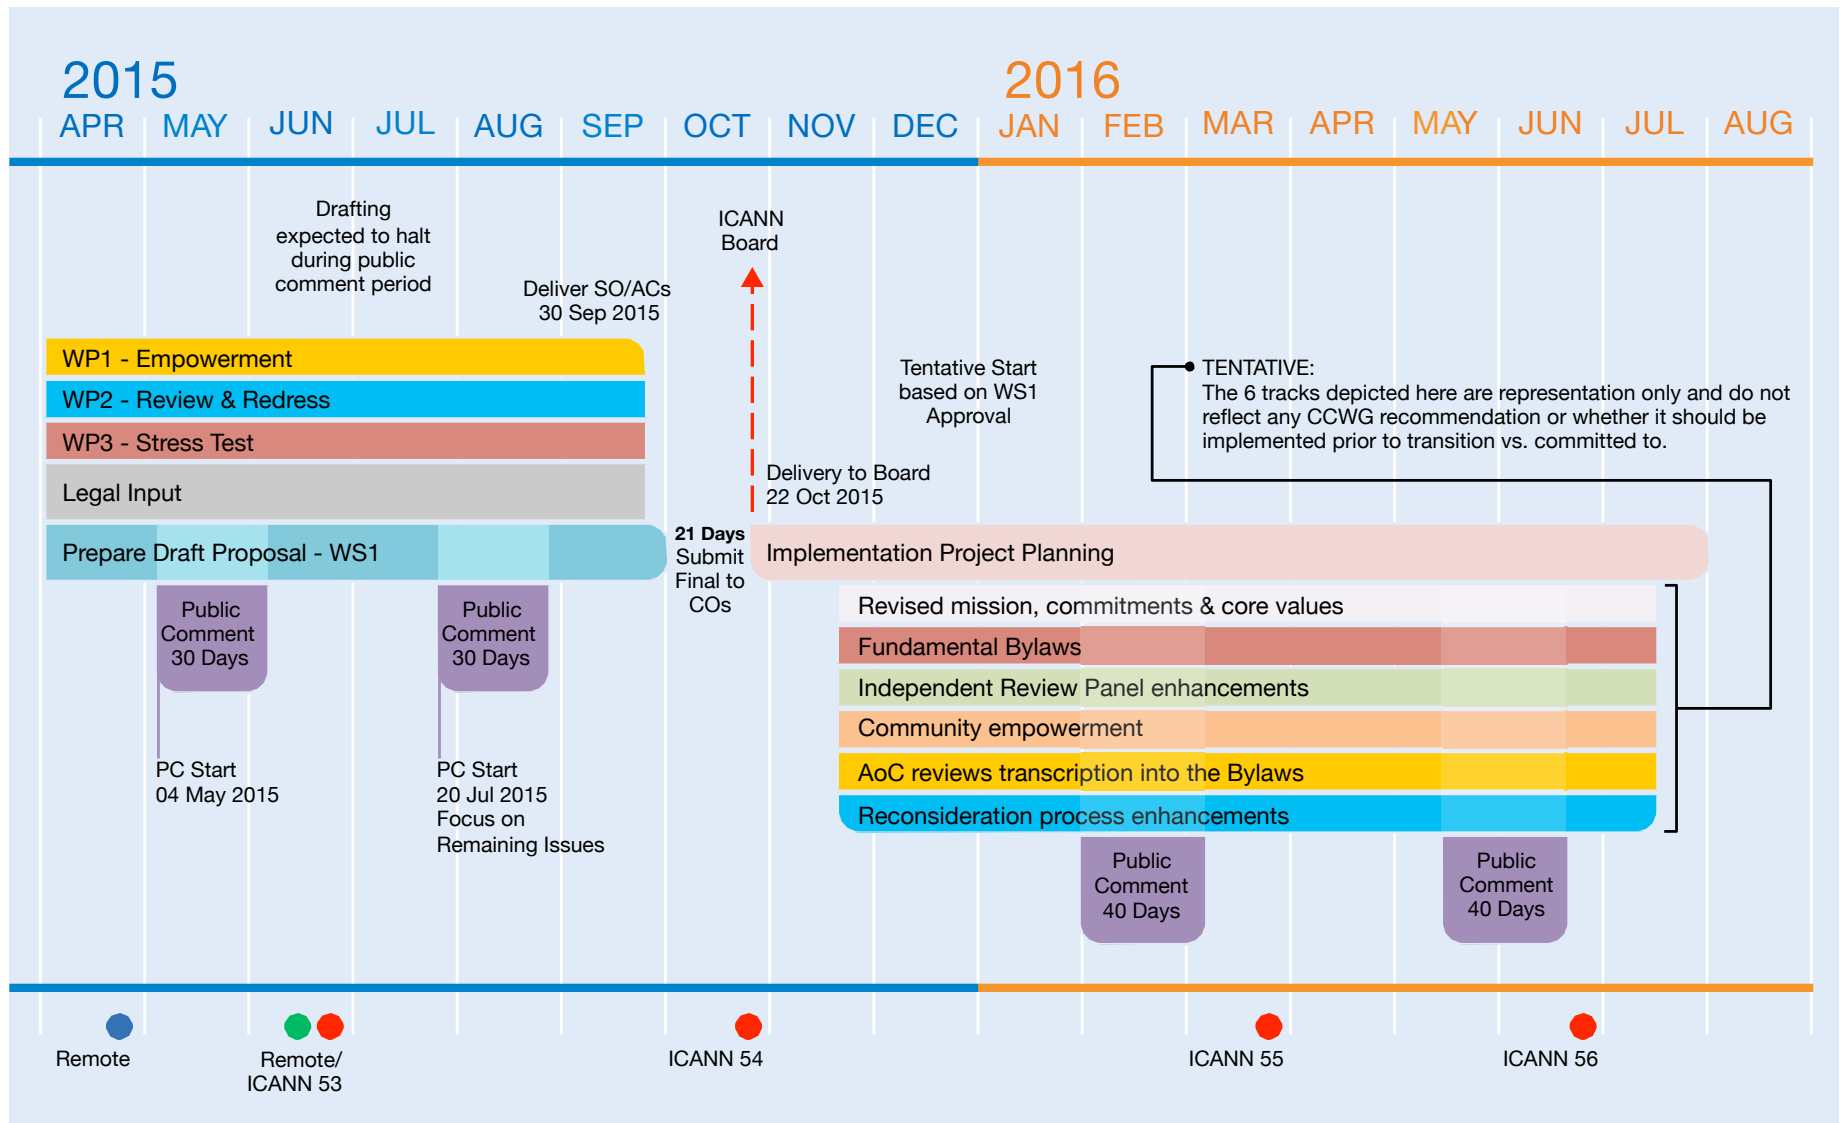 2015
2016
APR MAY JUN JUL AUG SEP OCT NOV DEC JAN FEB MAR APR MAY JUN JUL AUG
Drafting
expected to halt
during public
comment period
ICANN
Board
Deliver SO/ACs
30 Sep 2015
WP1 - Empowerment
WP2 - Review & Redress
WP3 - Stress Test
Legal Input
Prepare Draft Proposal - WS1
Tentative Start
based on WS1
Approval
TENTATIVE:
The 6 tracks depicted here are representation only and do not
reflect any CCWG recommendation or whether it should be
implemented prior to transition vs. committed to.
Delivery to Board
22 Oct 2015
21 Days
Submit
Final to
COs
Implementation Project Planning
Public
Comment
30 Days
Public
Comment
30 Days
Revised mission, commitments & core values
Fundamental Bylaws
Independent Review Panel enhancements
Community empowerment
AoC reviews transcription into the Bylaws
Reconsideration process enhancements
PC Start
04 May 2015
PC Start
20 Jul 2015
Focus on
Remaining Issues
Public
Comment
40 Days
Public
Comment
40 Days
Remote
Remote/
ICANN 53
ICANN 54
ICANN 55
ICANN 56